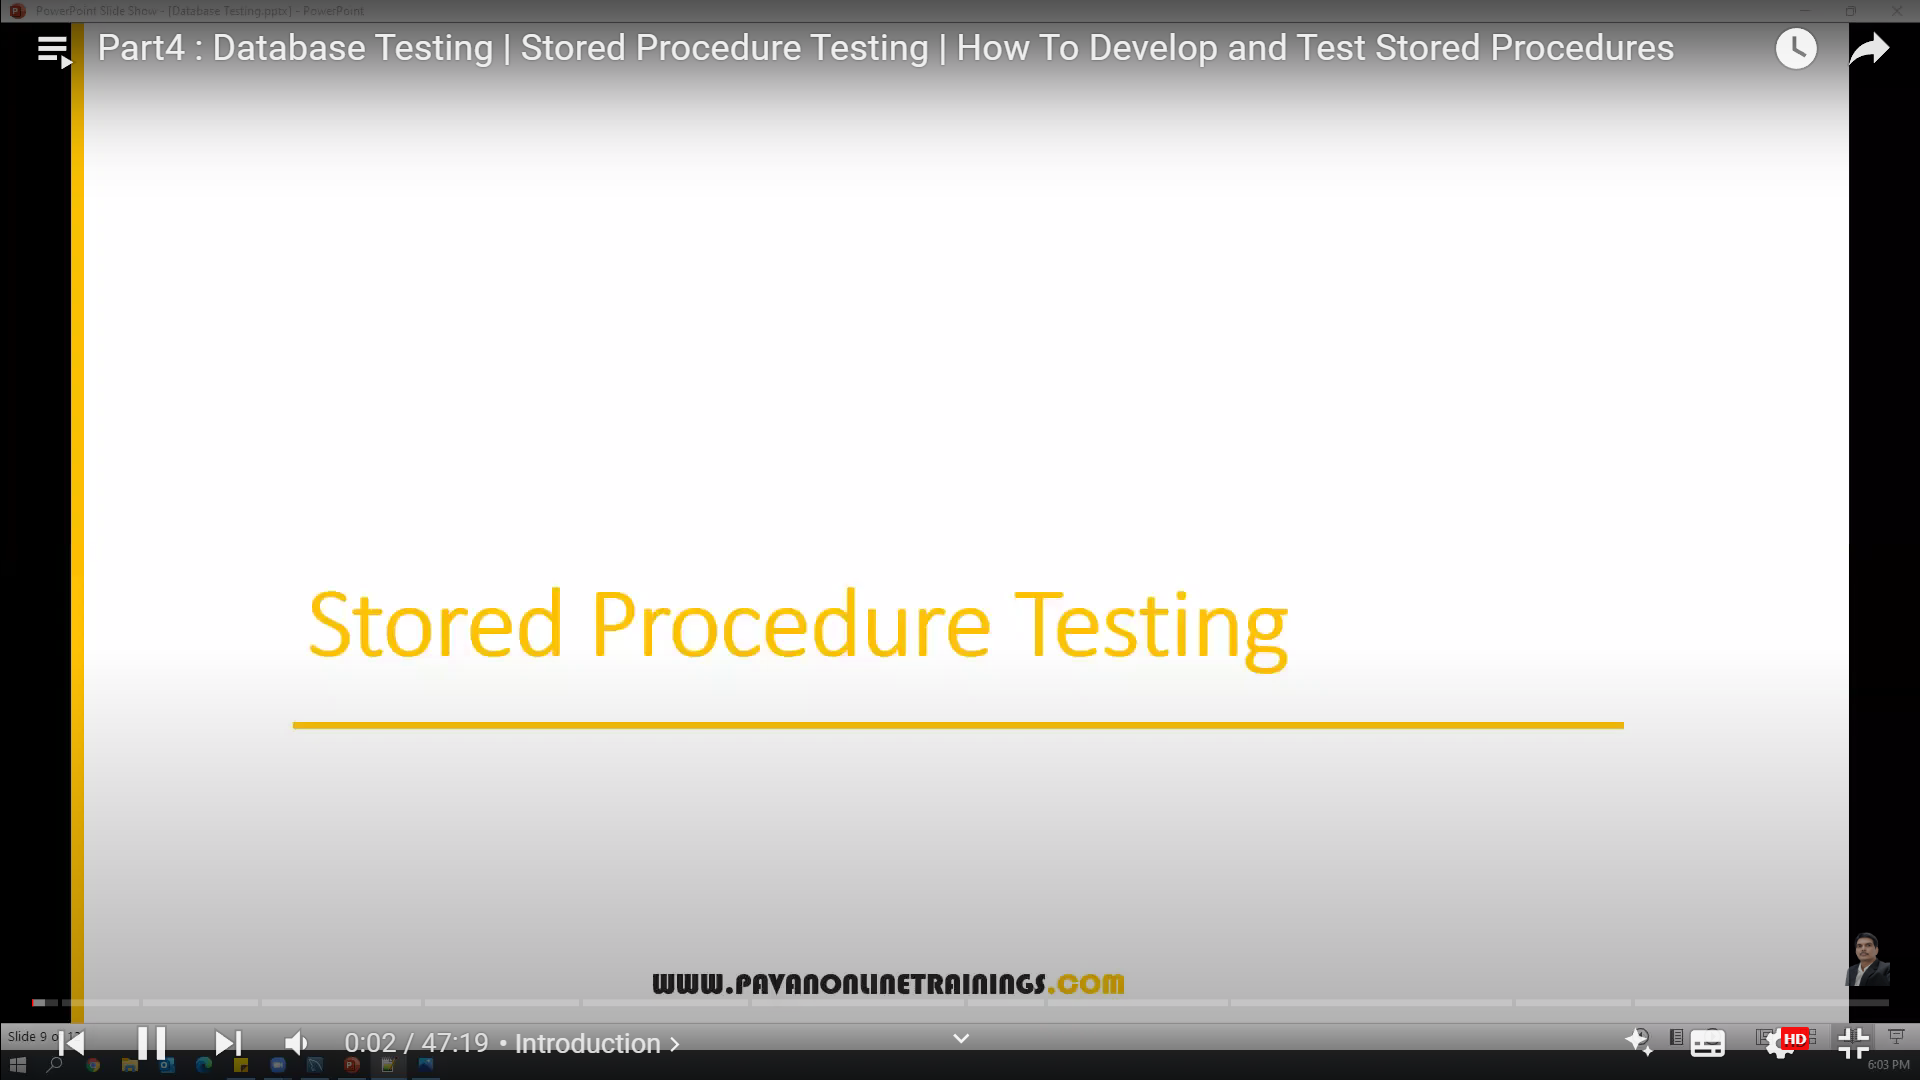 PowerPoint Slide Show - [Database Testing.pptx] - PowerPoint
Part4 : Database Testing | Stored Procedure Testing | How To Develop and Test Stored Procedures
Stored Procedure Testing
WWW.PAVANONLINETRAININGS.COM
Slide 9 of
0:02 / 47:19 • Introduction
HD
6:03 PM